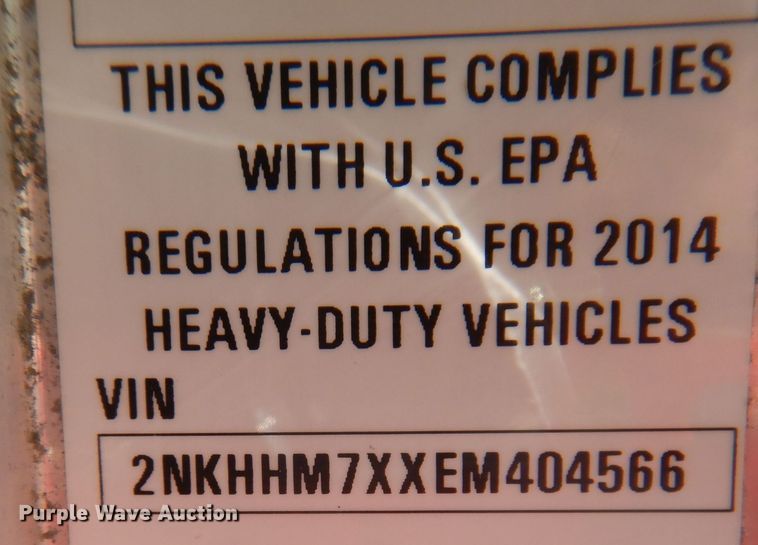 THIS VEHICLE COMPLIES
WITH U.S. EPA
REGULATIONS FOR 2014
HEAVY-DUTY VEHICLES
VIN
2NKHHM7XXEM404566
Purple Wave Auction